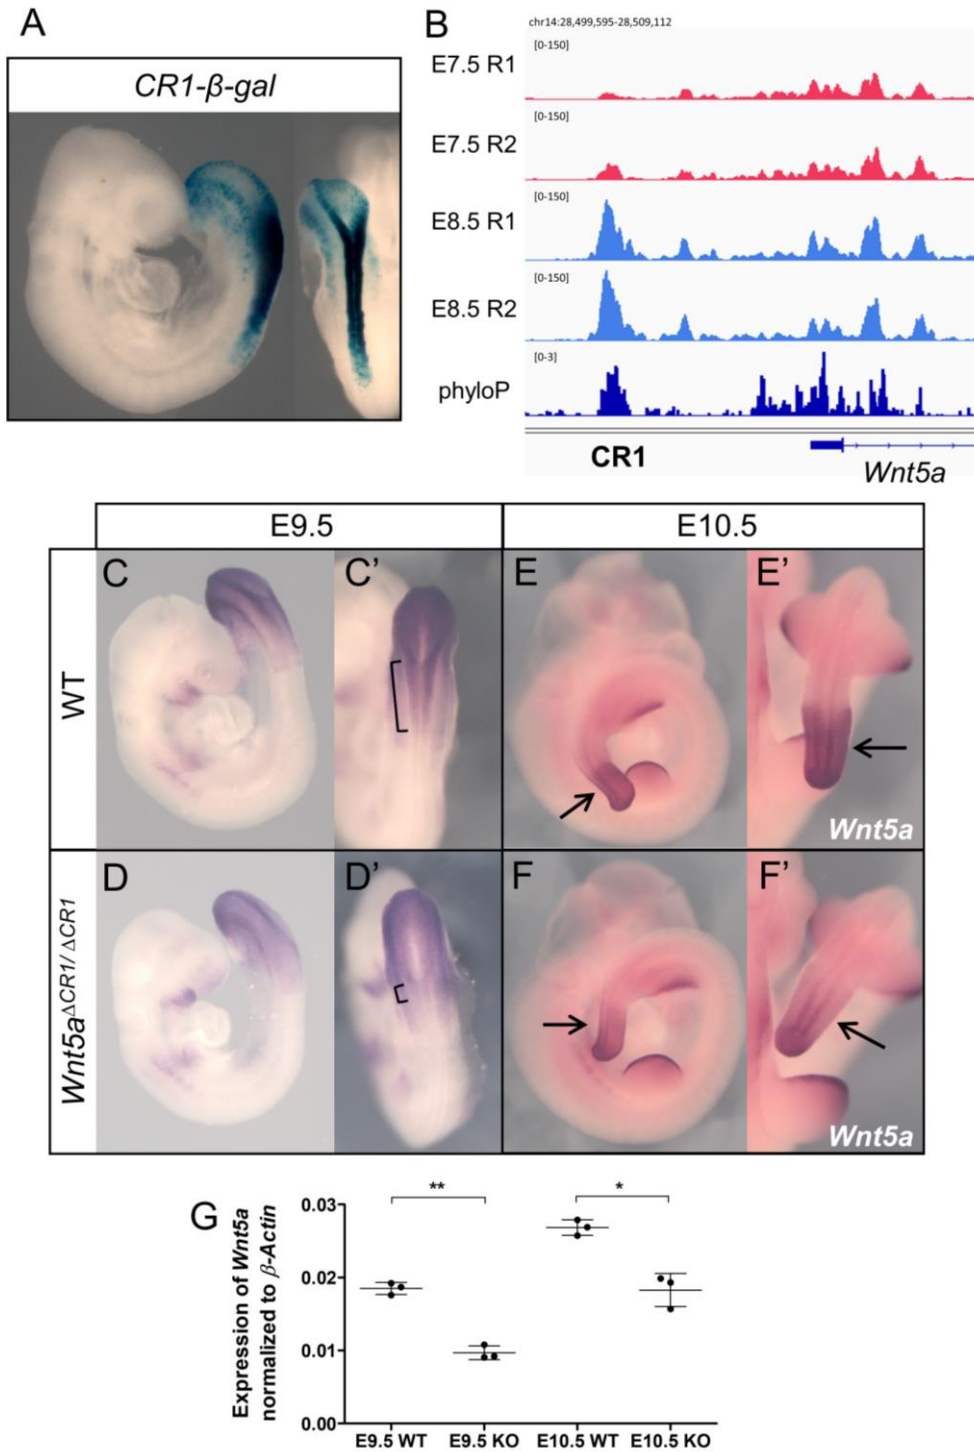 A
CR1-β-gal
B
chr14:28,499,595-28,509,112
E7.5 R1
[0-150]
E7.5 R2
[0-150]
E8.5 R1
[0-150]
E8.5 R2
[0-150]
phyloP
[0-3]
CR1
Wnt5a
E9.5
E10.5
WT
C
C’
E
E’
Wnt5a
Wnt5a ΔCR1/ ΔCR1
D
D’
F
F’
Wnt5a
G
Expression of Wnt5a
normalized to β-Actin
**
*
0.03
0.02
0.01
0.00
E9.5 WT
E9.5 KO
E10.5 WT
E10.5 KO